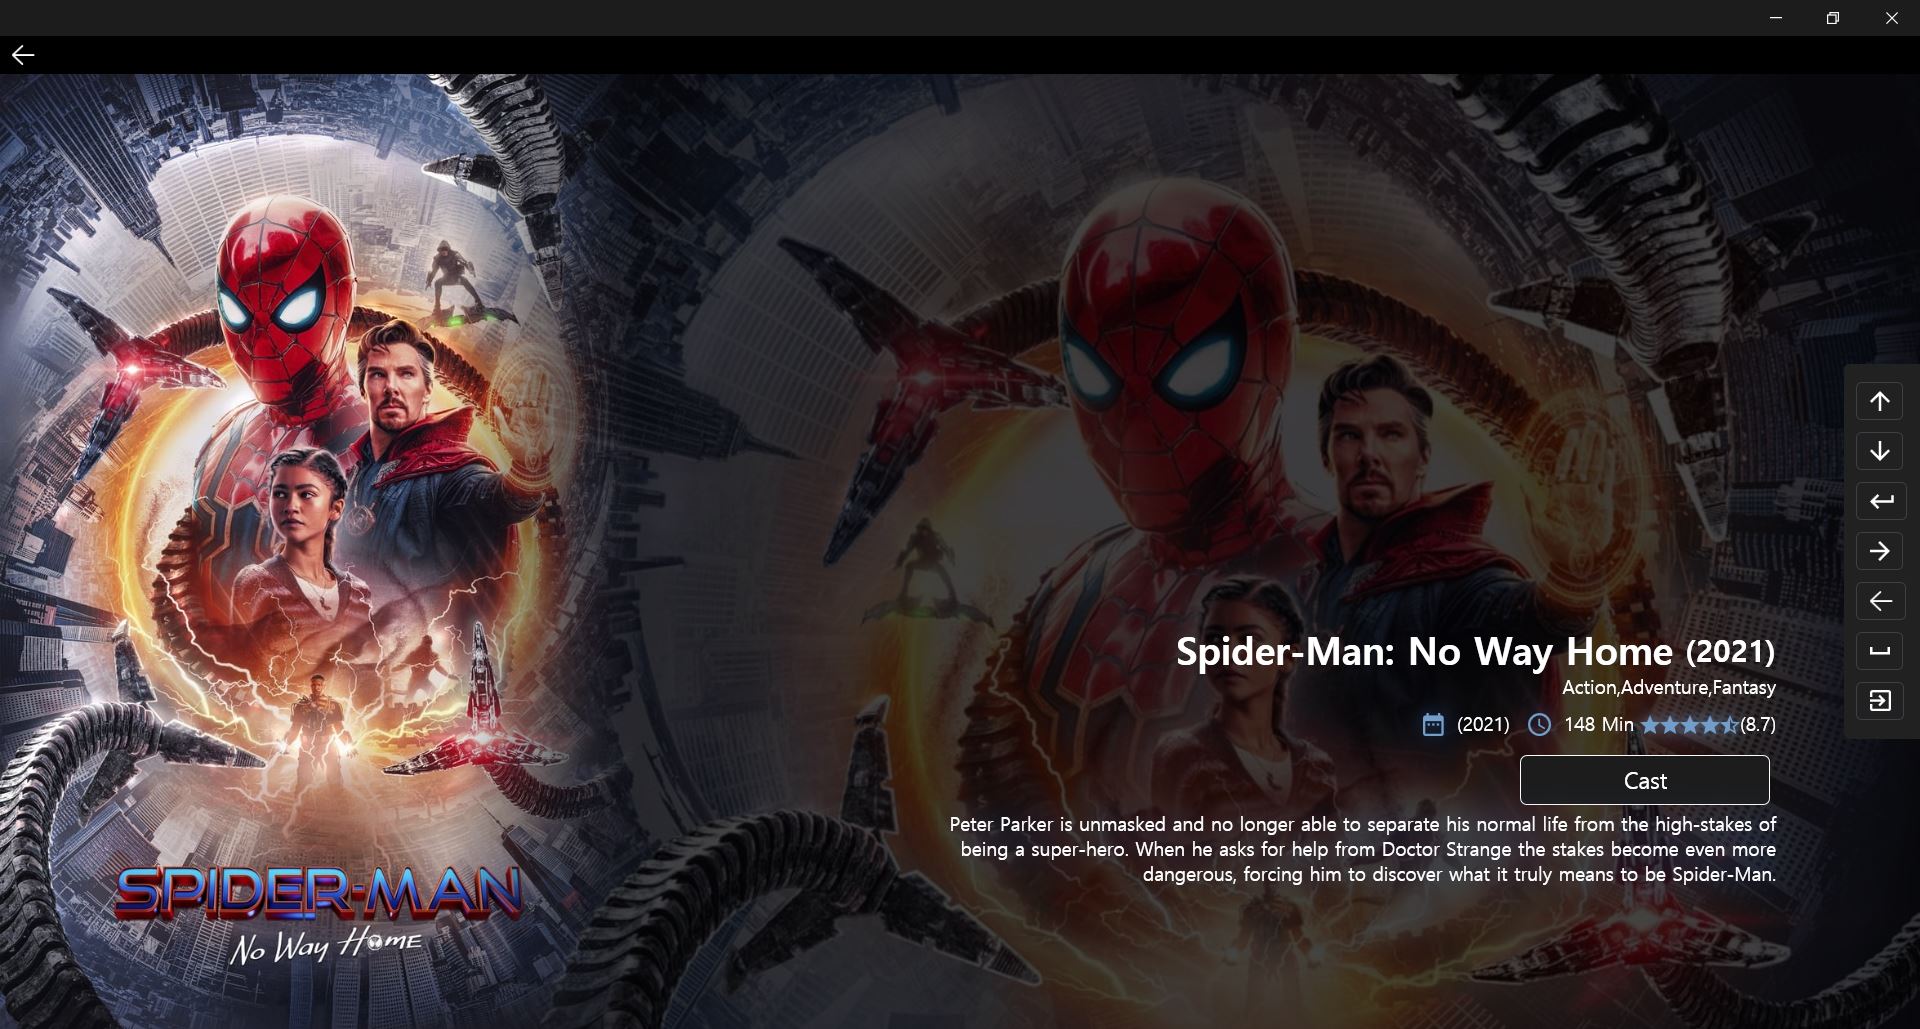 SPIDER-MAN
No Way Home
Spider-Man: No Way Home (2021)
Action,Adventure,Fantasy
(2021) 148 Min (8.7)
Cast
Peter Parker is unmasked and no longer able to separate his normal life from the high-stakes of
being a super-hero. When he asks for help from Doctor Strange the stakes become even more
dangerous, forcing him to discover what it truly means to be Spider-Man.